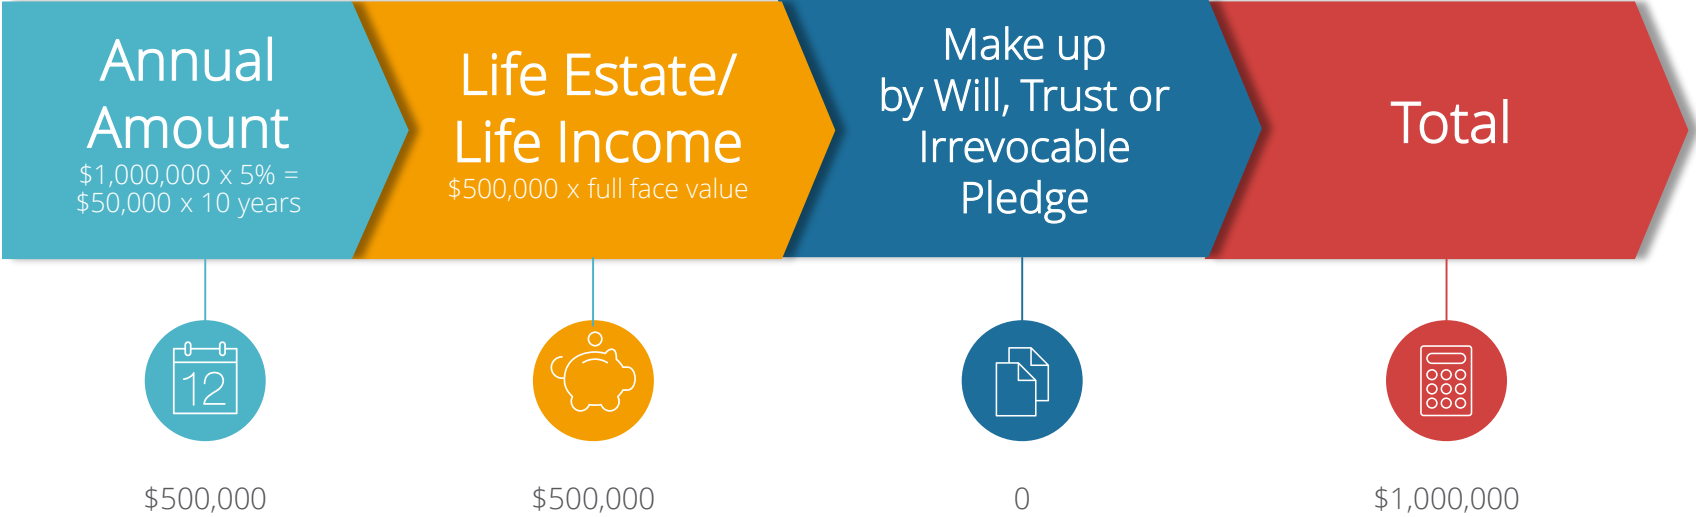 Annual
Amount
$1,000,000 x 5% =
$50,000 x 10 years
Life Estate/
Life Income
$500,000 x full face value
Make up
by Will, Trust or
Irrevocable
Pledge
Total
12
$500,000
$500,000
0
$1,000,000